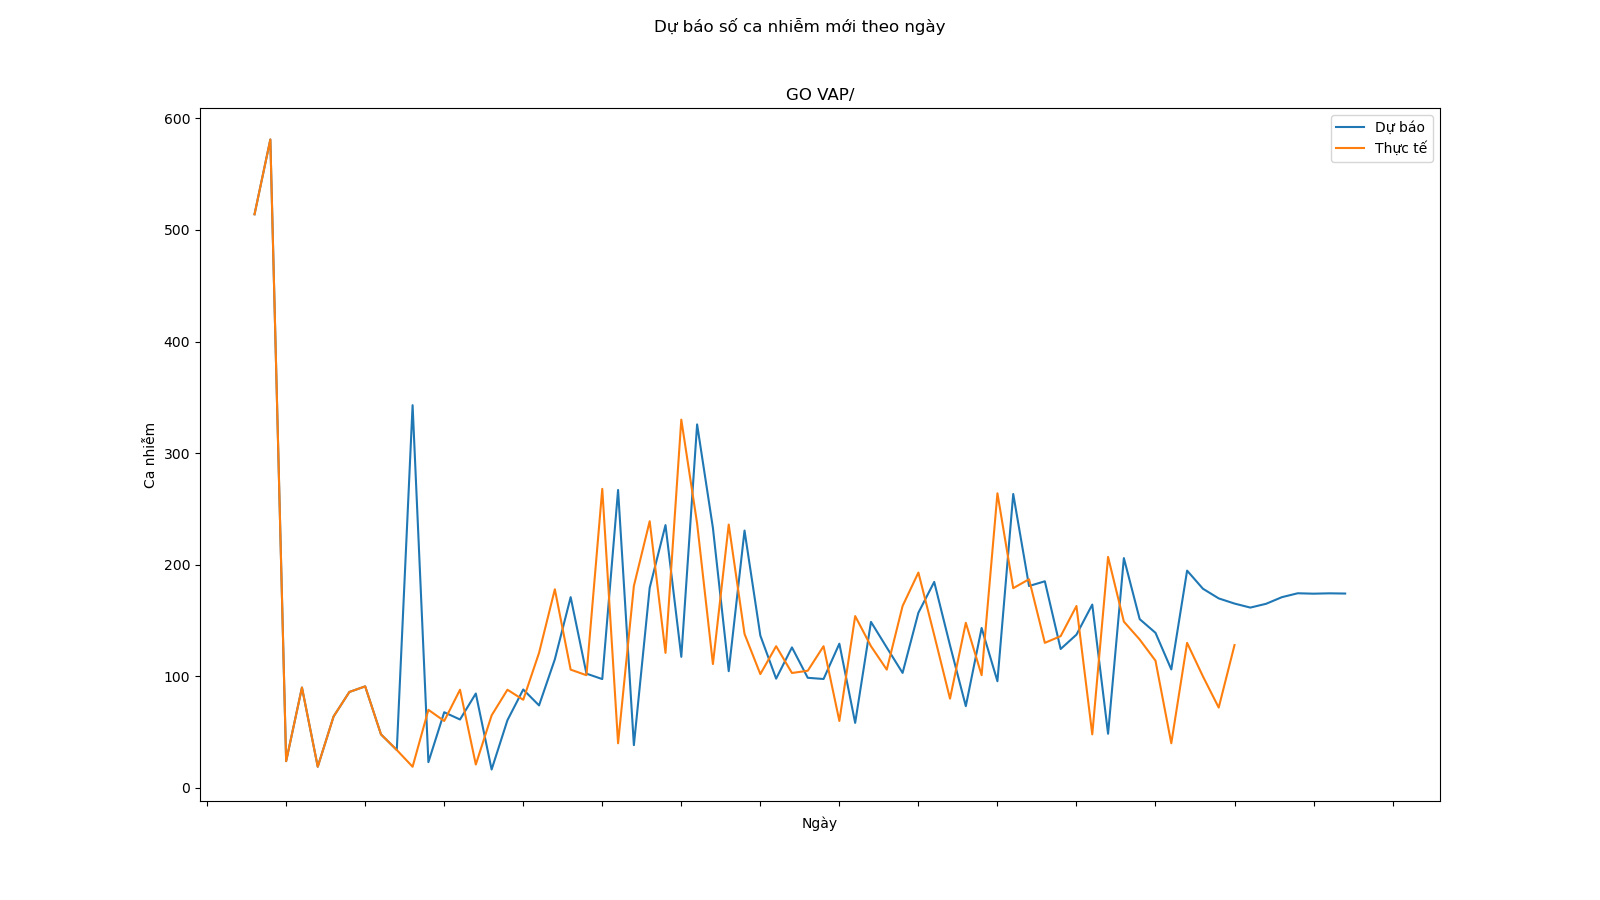 Dự báo số ca nhiễm mới theo ngày
GO VAP/
600
500
400
300
200
100
0
Ca nhiễm
Ngày
Dự báo
Thực tế